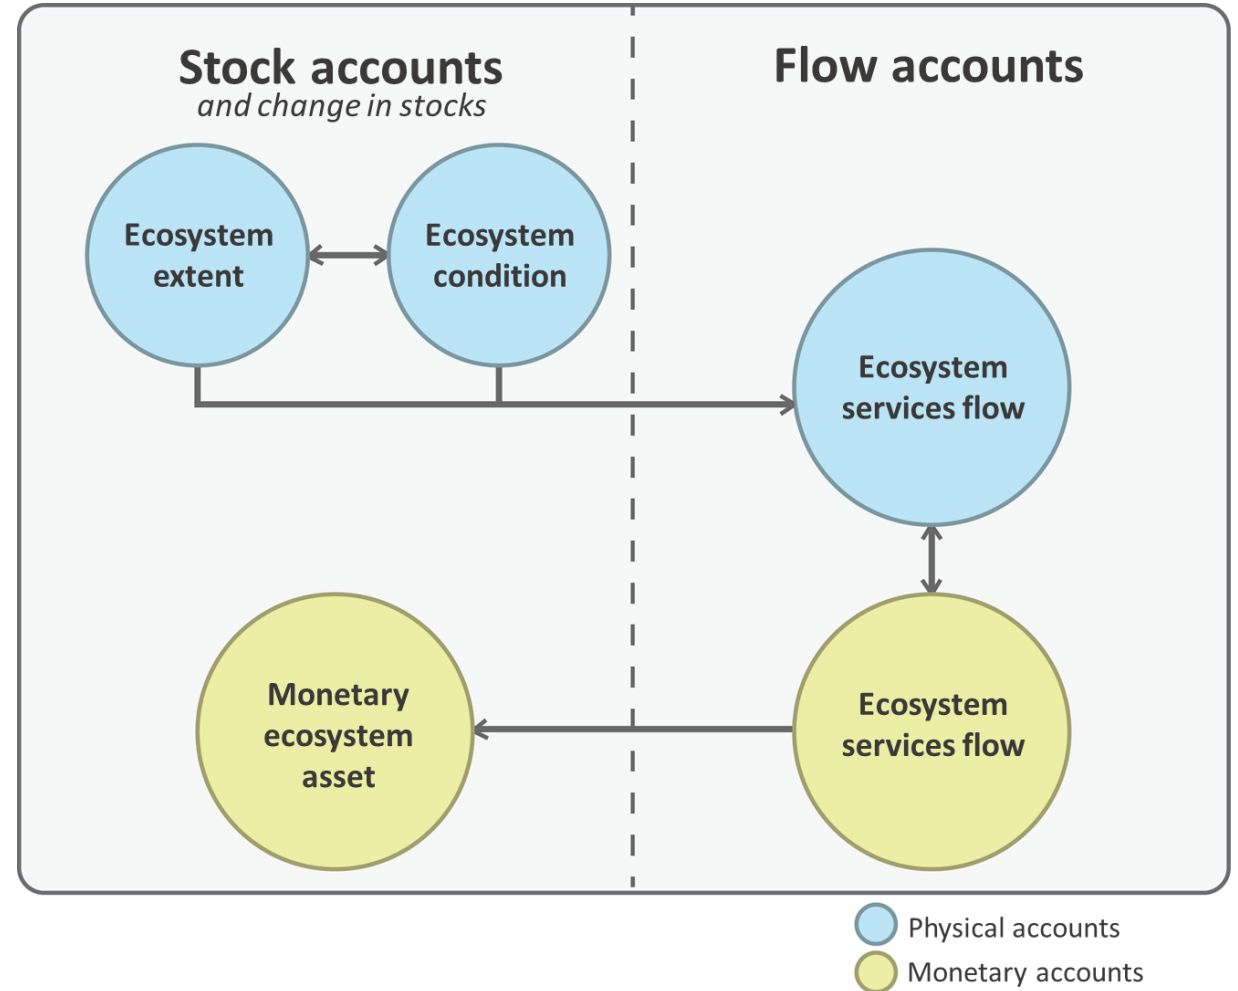 Stock accounts
and change in stocks
Flow accounts
Ecosystem
extent
Ecosystem
condition
Ecosystem
services flow
Monetary
ecosystem
asset
Ecosystem
services flow
Physical accounts
Monetary accounts